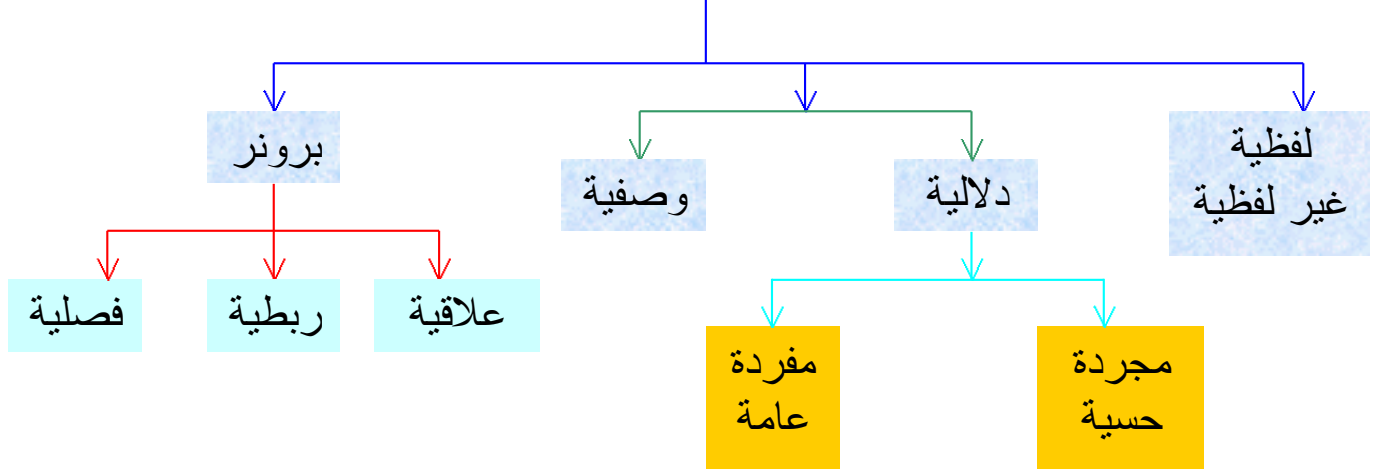 لفظية
غير لفظية
دلالية
وصفية
برونر
علاقية
ربطية
فصلية
مجردة
حسية
مفردة
عامة